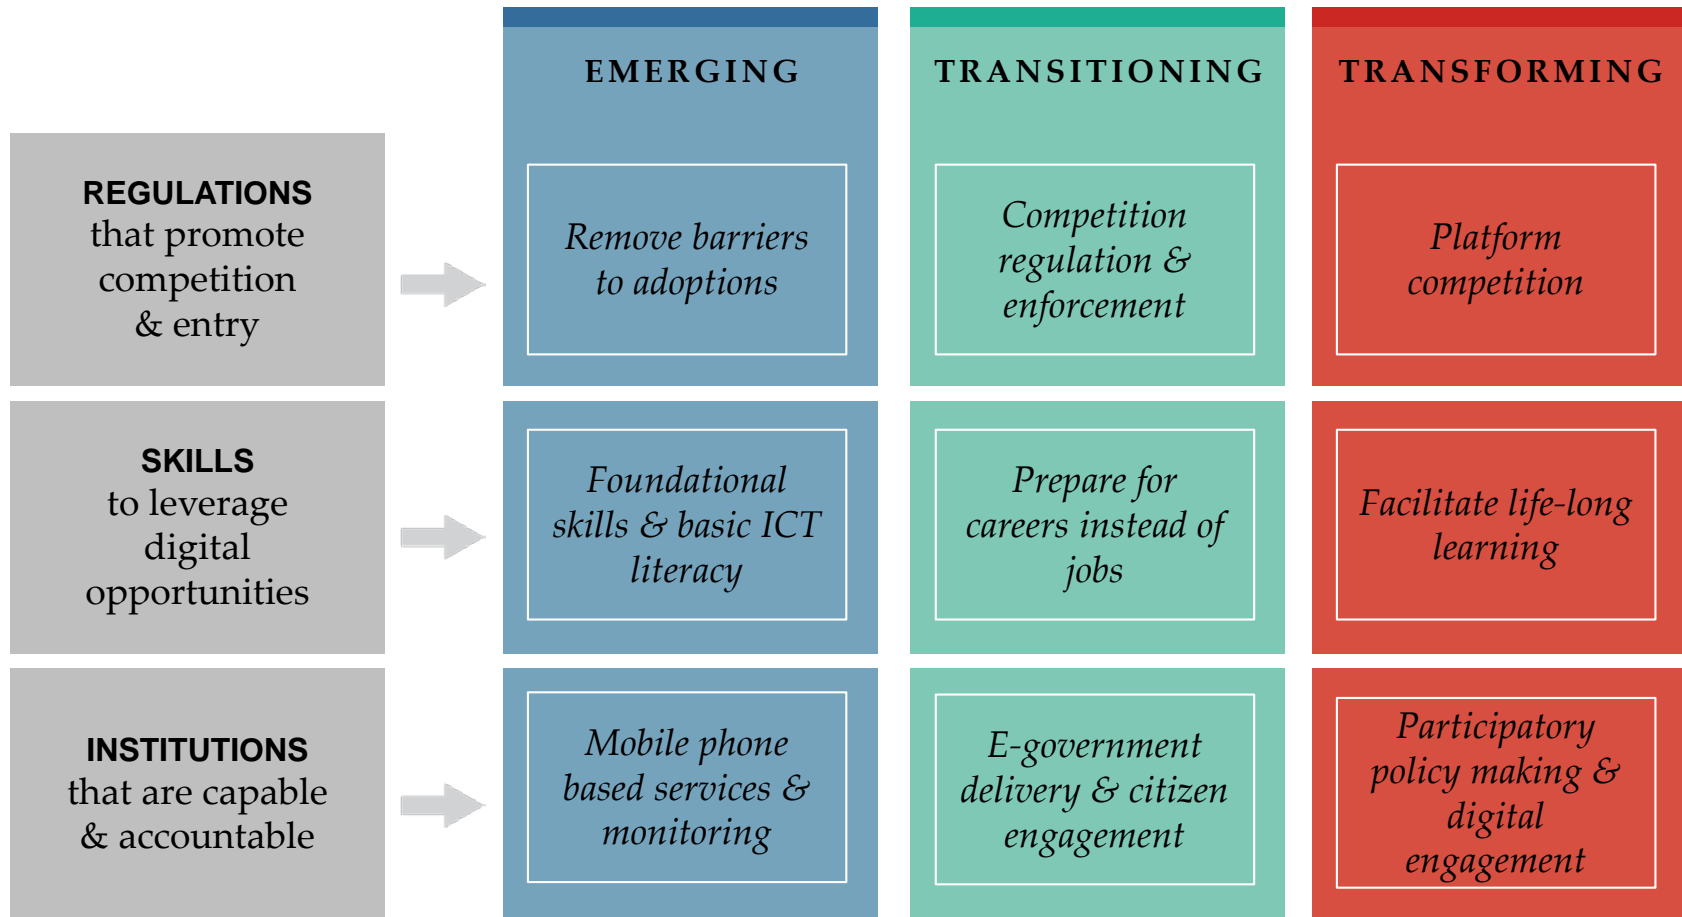 EMERGING
TRANSITIONING
TRANSFORMING
REGULATIONS
that promote
competition
& entry
Remove barriers
to adoptions
Competition
regulation &
enforcement
Platform
competition
SKILLS
to leverage
digital
opportunities
Foundational
skills & basic ICT
literacy
Prepare for
careers instead of
jobs
Facilitate life-long
learning
INSTITUTIONS
that are capable
& accountable
Mobile phone
based services &
monitoring
E-government
delivery & citizen
engagement
Participatory
policy making &
digital
engagement